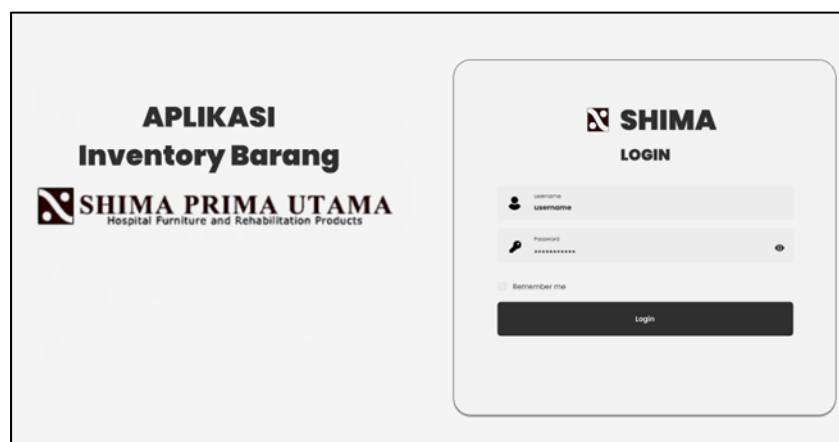 APLIKASI
Inventory Barang
SHIMA PRIMA UTAMA
Hospital Furniture and Rehabilitation Products
SHIMA
LOGIN
username
username
Password
***********
Remember me
Login